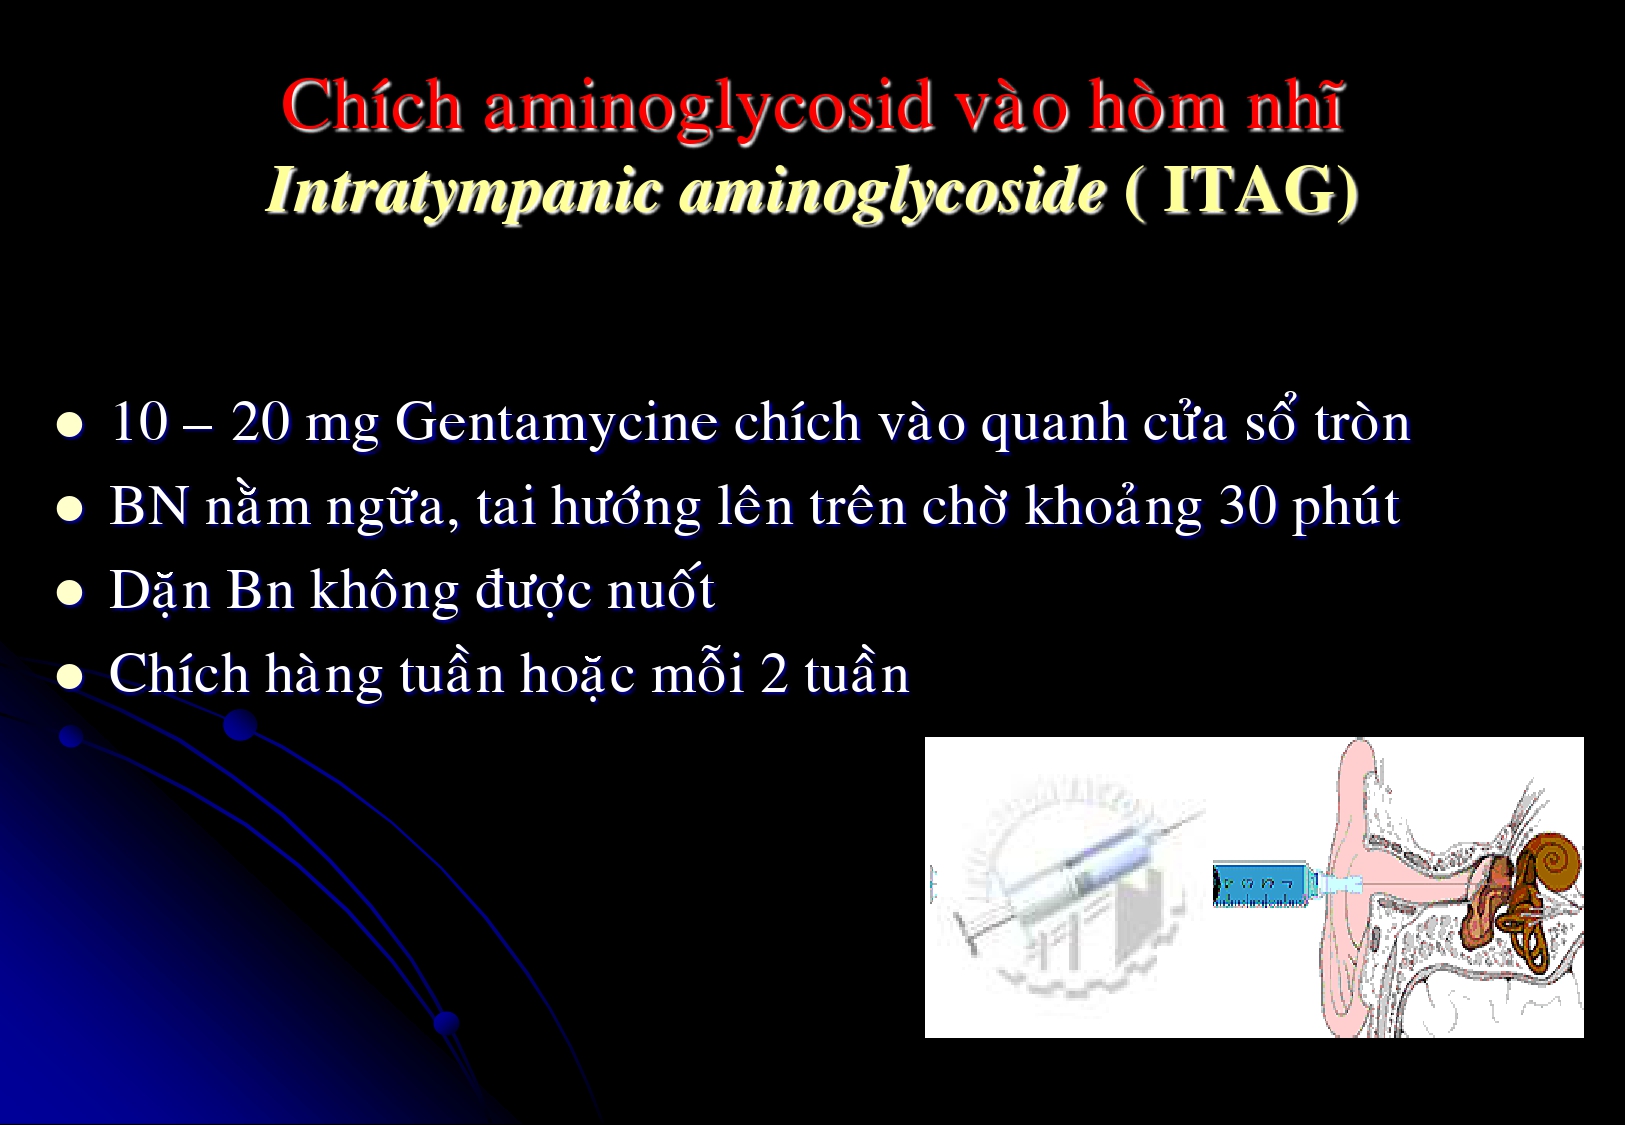 Chích aminoglycosid vào hòm nhĩ
Intratympanic aminoglycoside ( ITAG)
10 – 20 mg Gentamycine chích vào quanh cửa sổ tròn
BN nằm ngữa, tai hướng lên trên chờ khoảng 30 phút
Dặn Bn không được nuốt
Chích hàng tuần hoặc mỗi 2 tuần